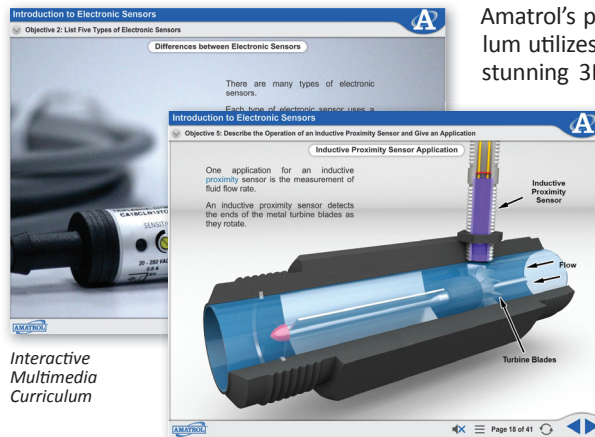 Introduction to Electronic Sensors
Objective 2: List Five Types of Electronic Sensors
Differences between Electronic Sensors
There are many types of electronic
sensors.
Each type of electronic sensor uses a
SENSITI
20 - 250 VAC
AMATROL
Amatrol's p
lum utilizes
stunning 3D
Introduction to Electronic Sensors
Objective 5: Describe the Operation of an Inductive Proximity Sensor and Give an Application
Inductive Proximity Sensor Application
One application for an inductive
proximity sensor is the measurement of
fluid flow rate.
An inductive proximity sensor detects
the ends of the metal turbine blades as
they rotate.
Inductive
Proximity
Sensor
Flow
Turbine Blades
AMATROL
Page 18 of 41
Interactive
Multimedia
Curriculum